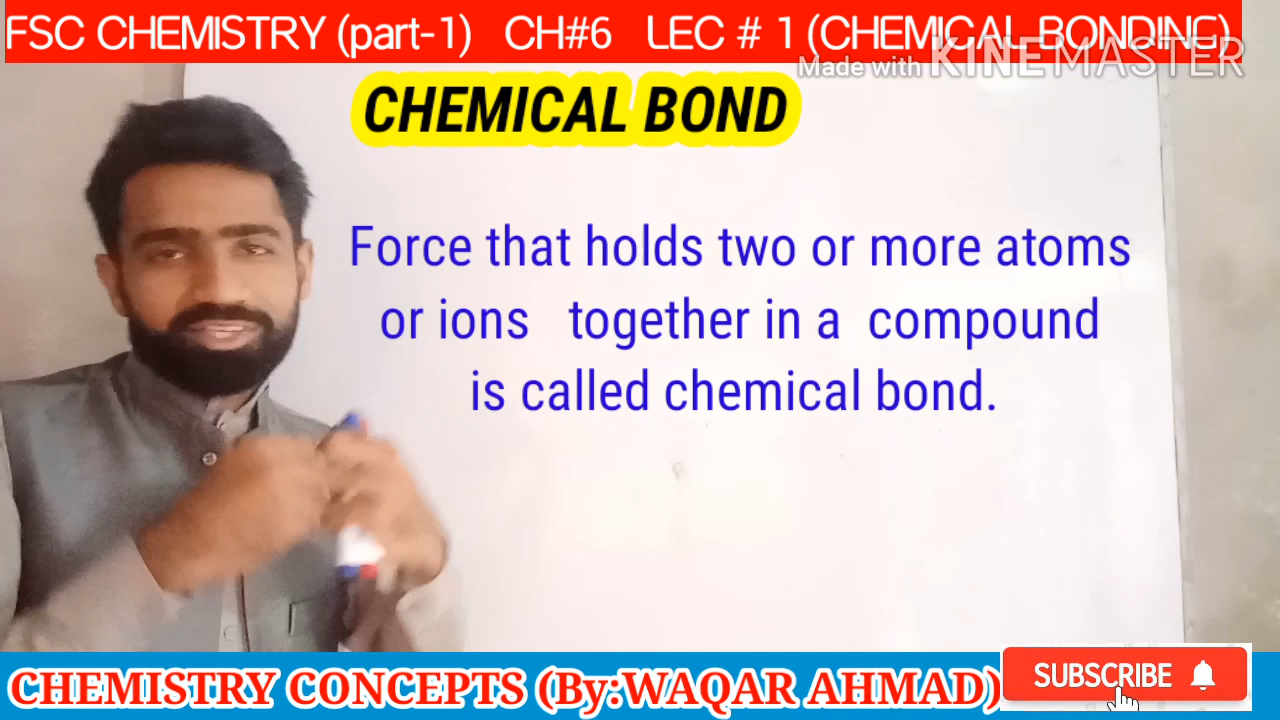 FSC CHEMISTRY (part-1) CH#6 LEC # 1 (CHEMICAL BONDING)
Made with KINEMASTER
CHEMICAL BOND
Force that holds two or more atoms
or ions together in a compound
is called chemical bond.
CHEMISTRY CONCEPTS (By:WAQAR AHMAD)
SUBSCRIBE